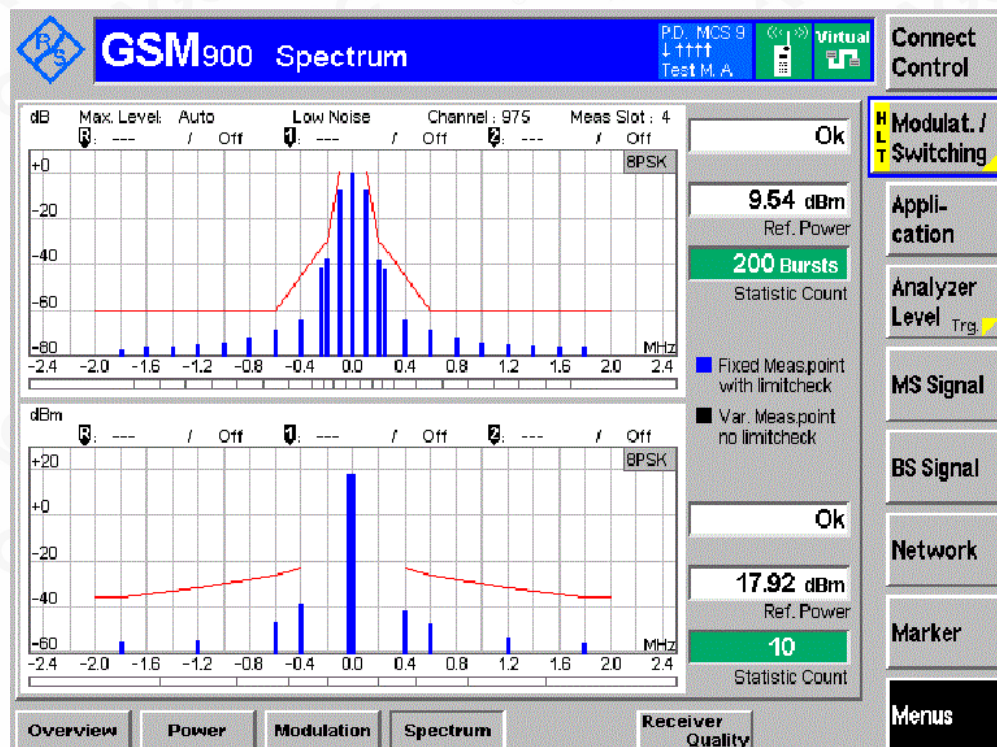 R/S
GSM900 Spectrum
P.D. MCS 9
↓ ↑↑↑↑
Test M. A
Virtual
Connect Control
dB Max. Level: Auto Low Noise Channel : 975 Meas Slot : 4
R : --- / Off 1 : --- / Off 2 : --- / Off
8PSK
+0
-20
-40
-60
-80
MHz
-2.4 -2.0 -1.6 -1.2 -0.8 -0.4 0.0 0.4 0.8 1.2 1.6 2.0 2.4
Ok
9.54 dBm
Ref. Power
200 Bursts
Statistic Count
Fixed Meas.point
with limitcheck
Var. Meas.point
no limitcheck
dBm
R : --- / Off 1 : --- / Off 2 : --- / Off
8PSK
+20
+0
-20
-40
-60
MHz
-2.4 -2.0 -1.6 -1.2 -0.8 -0.4 0.0 0.4 0.8 1.2 1.6 2.0 2.4
Ok
17.92 dBm
Ref. Power
10
Statistic Count
HLT
Modulat. /
Switching
Appli-
cation
Analyzer
Level Trg.
MS Signal
BS Signal
Network
Marker
Menus
Overview Power Modulation Spectrum Receiver
Quality